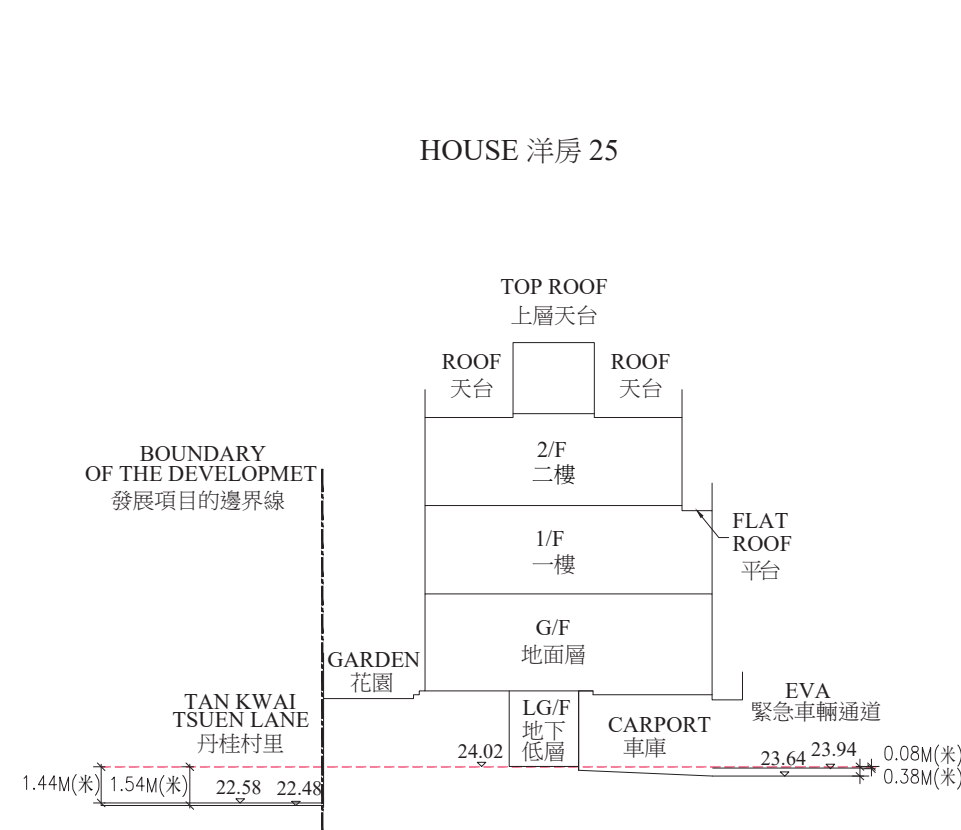 HOUSE 洋房 25
TOP ROOF
上層天台
ROOF
天台
ROOF
天台
2/F
二樓
BOUNDARY
OF THE DEVELOPMET
發展項目的邊界線
FLAT
ROOF
平台
1/F
一樓
G/F
地面層
GARDEN
花園
TAN KWAI
TSUEN LANE
丹桂村里
LG/F
地下
低層
CARPORT
車庫
EVA
緊急車輛通道
24.02
23.64
23.94
0.08M(米)
0.38M(米)
1.44M(米)
1.54M(米)
22.58
22.48